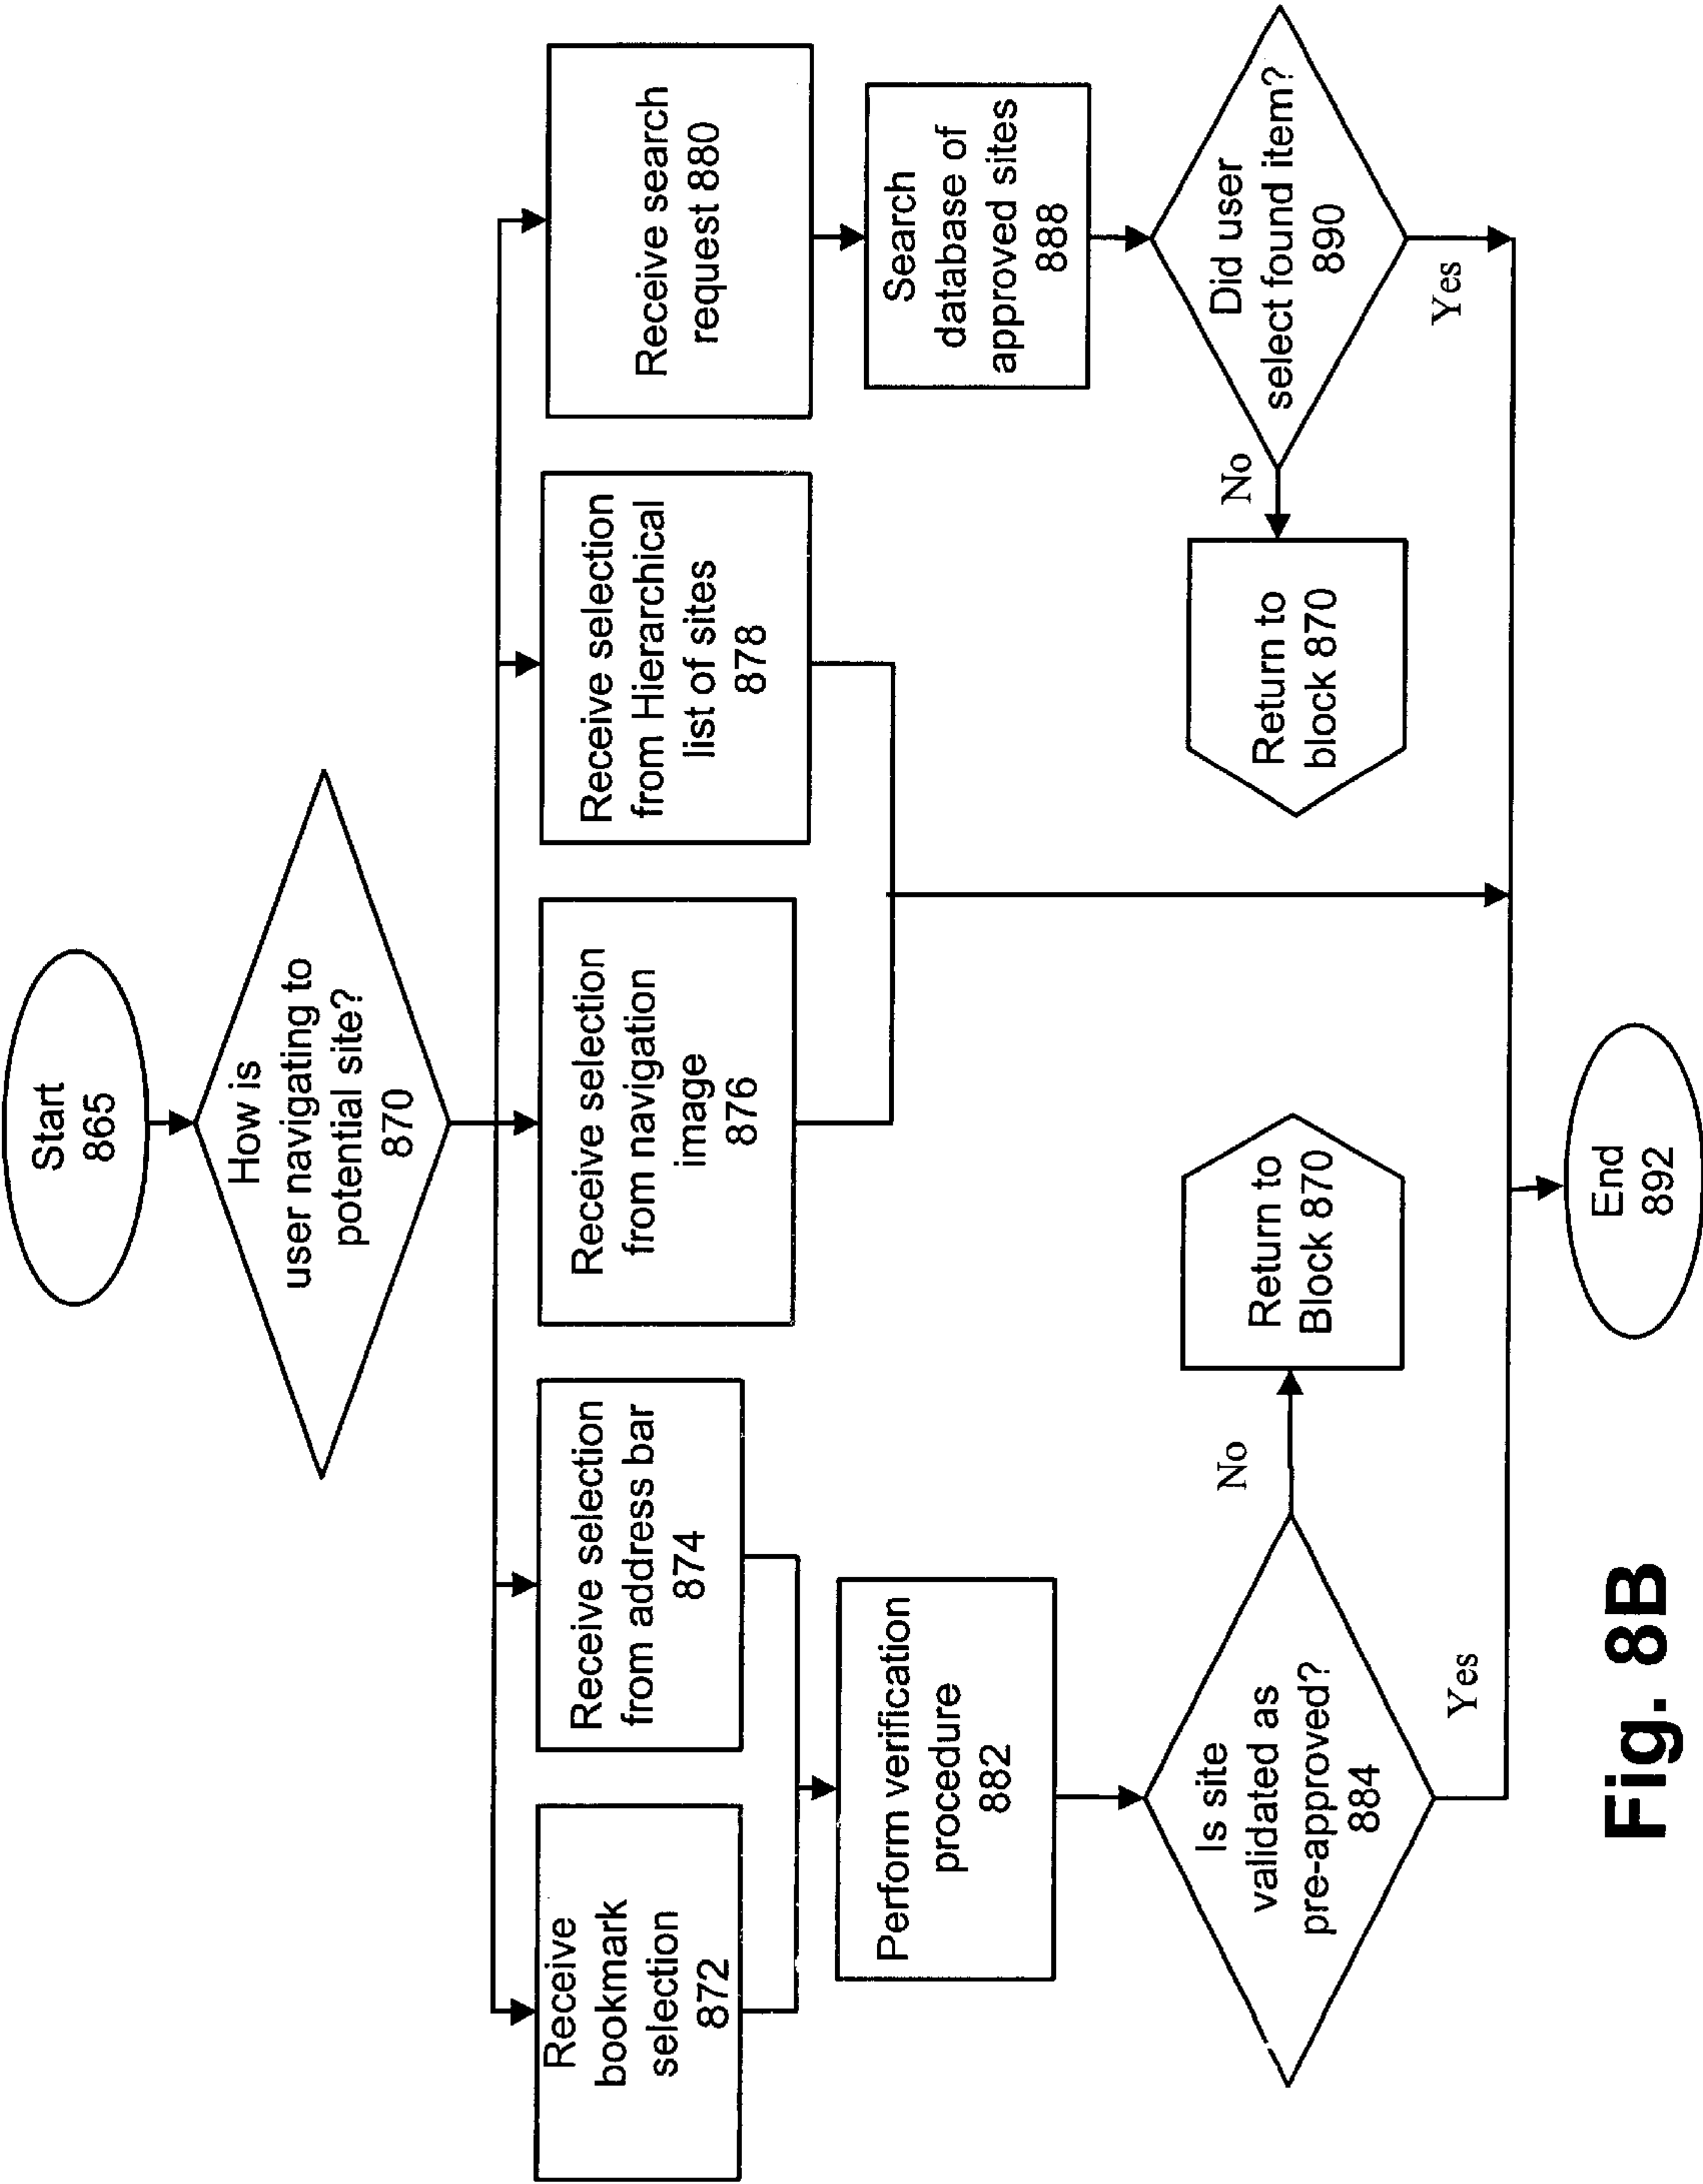 Start
865
How is
user navigating to
potential site?
870
Receive
bookmark
selection
872
Receive selection
from address bar
874
Receive selection
from navigation
image
876
Receive selection
from Hierarchical
list of sites
878
Receive search
request 880
Perform verification
procedure
882
Search
database of
approved sites
888
Is site
validated as
pre-approved?
884
No
Return to
Block 870
Yes
Return to
block 870
No
Did user
select found item?
890
Yes
End
892
Fig. 8B